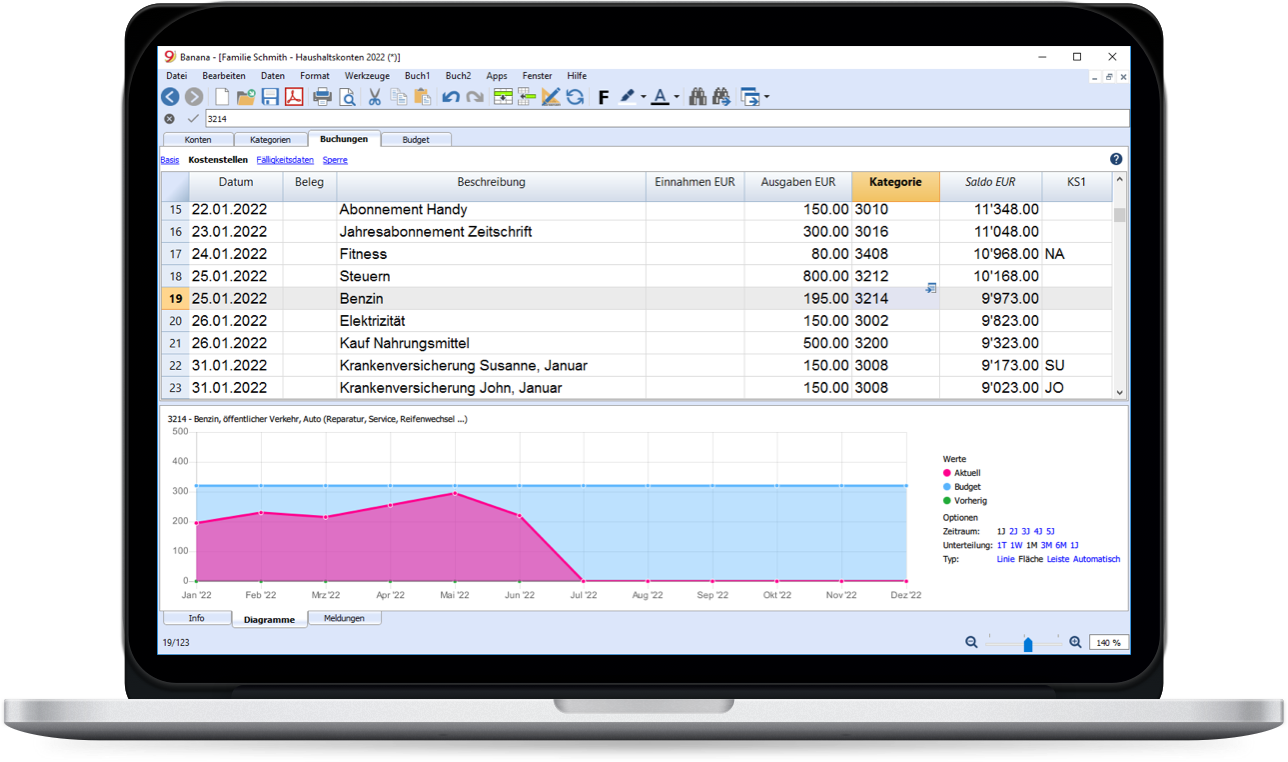 Banana - [Familie Schmith - Haushaltskonten 2022 (*)]
Datei Bearbeiten Daten Format Werkzeuge Buch1 Buch2 Apps Fenster Hilfe
F A
3214
Konten Kategorien Buchungen Budget
Basis Kostenstellen Fälligkeitsdaten Sperre
Datum Beleg Beschreibung Einnahmen EUR Ausgaben EUR Kategorie Saldo EUR KS1
15 22.01.2022 Abonnement Handy 150.00 3010 11'348.00
16 23.01.2022 Jahresabonnement Zeitschrift 300.00 3016 11'048.00
17 24.01.2022 Fitness 80.00 3408 10'968.00 NA
18 25.01.2022 Steuern 800.00 3212 10'168.00
19 25.01.2022 Benzin 195.00 3214 9'973.00
20 26.01.2022 Elektrizität 150.00 3002 9'823.00
21 26.01.2022 Kauf Nahrungsmittel 500.00 3200 9'323.00
22 31.01.2022 Krankenversicherung Susanne, Januar 150.00 3008 9'173.00 SU
23 31.01.2022 Krankenversicherung John, Januar 150.00 3008 9'023.00 JO
3214 - Benzin, öffentlicher Verkehr, Auto (Reparatur, Service, Reifenwechsel ...)
500
400
300
200
100
0
Jan '22 Feb '22 Mrz '22 Apr '22 Mai '22 Jun '22 Jul '22 Aug '22 Sep '22 Okt '22 Nov '22 Dez '22
Werte
Aktuell
Budget
Vorherig
Optionen
Zeitraum: 1J 2J 3J 4J 5J
Unterteilung: 1T 1W 1M 3M 6M 1J
Typ: Linie Fläche Leiste Automatisch
Info Diagramme Meldungen
19/123
140 %